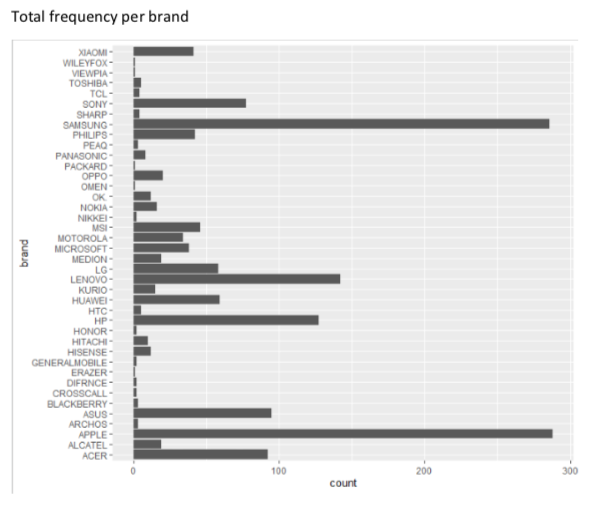 Total frequency per brand
XIAOMI
WILEYFOX
VIEWPIA
TOSHIBA
TCL
SONY
SHARP
SAMSUNG
PHILIPS
PEAQ
PANASONIC
PACKARD
OPPO
OMEN
OK
NOKIA
NIKKEI
MSI
MOTOROLA
MICROSOFT
MEDION
LG
LENOVO
KURIO
HUAWEI
HTC
HP
HONOR
HITACHI
HISENSE
GENERALMOBILE
ERAZER
DIFRNCE
CROSSCALL
BLACKBERRY
ASUS
ARCHOS
APPLE
ALCATEL
ACER
brand
0 100 200 300
count